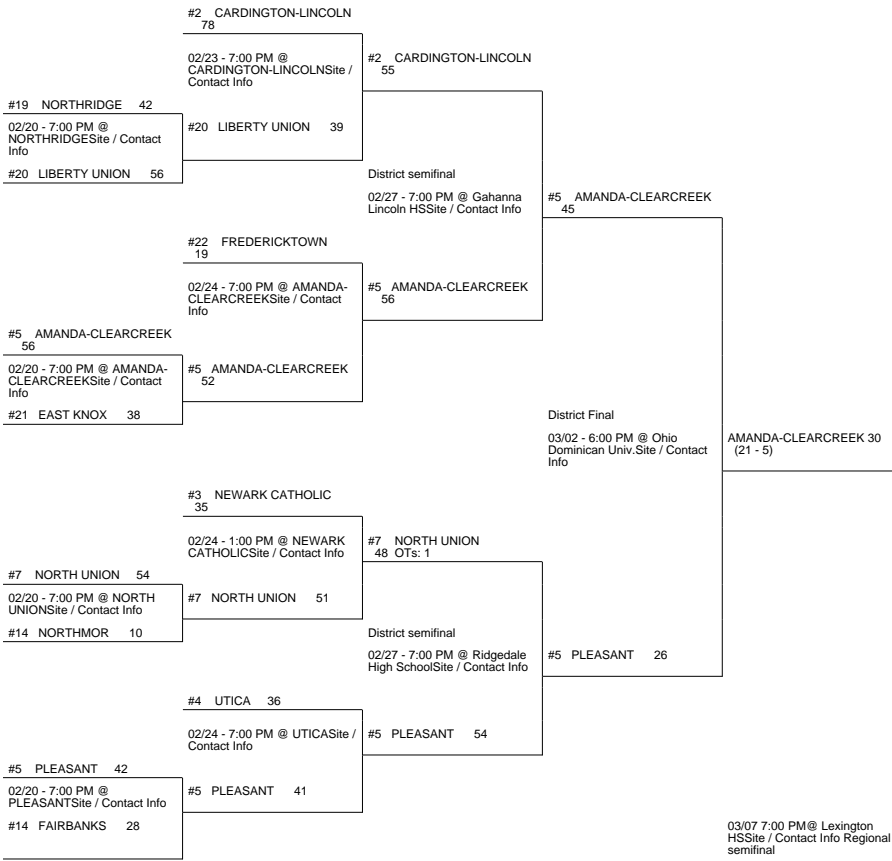 #2 CARDINGTON-LINCOLN
78
02/23 - 7:00 PM @
CARDINGTON-LINCOLNSite /
Contact Info
#2 CARDINGTON-LINCOLN
55
#19 NORTHRIDGE 42
02/20 - 7:00 PM @
NORTHRIDGESite / Contact
Info
#20 LIBERTY UNION 39
#20 LIBERTY UNION 56
District semifinal
02/27 - 7:00 PM @ Gahanna
Lincoln HSSite / Contact Info
#5 AMANDA-CLEARCREEK
45
#22 FREDERICKTOWN
19
02/24 - 7:00 PM @ AMANDA-
CLEARCREEKSite / Contact
Info
#5 AMANDA-CLEARCREEK
56
#5 AMANDA-CLEARCREEK
56
02/20 - 7:00 PM @ AMANDA-
CLEARCREEKSite / Contact
Info
#5 AMANDA-CLEARCREEK
52
#21 EAST KNOX 38
District Final
03/02 - 6:00 PM @ Ohio
Dominican Univ.Site / Contact
Info
AMANDA-CLEARCREEK 30
(21 - 5)
#3 NEWARK CATHOLIC
35
02/24 - 1:00 PM @ NEWARK
CATHOLICSite / Contact Info
#7 NORTH UNION
48 OTs: 1
#7 NORTH UNION 54
02/20 - 7:00 PM @ NORTH
UNIONSite / Contact Info
#7 NORTH UNION 51
#14 NORTHMOR 10
District semifinal
02/27 - 7:00 PM @ Ridgedale
High SchoolSite / Contact Info
#5 PLEASANT 26
#4 UTICA 36
02/24 - 7:00 PM @ UTICASite /
Contact Info
#5 PLEASANT 54
#5 PLEASANT 42
02/20 - 7:00 PM @
PLEASANTSite / Contact Info
#5 PLEASANT 41
#14 FAIRBANKS 28
03/07 7:00 PM@ Lexington
HSSite / Contact Info Regional
semifinal